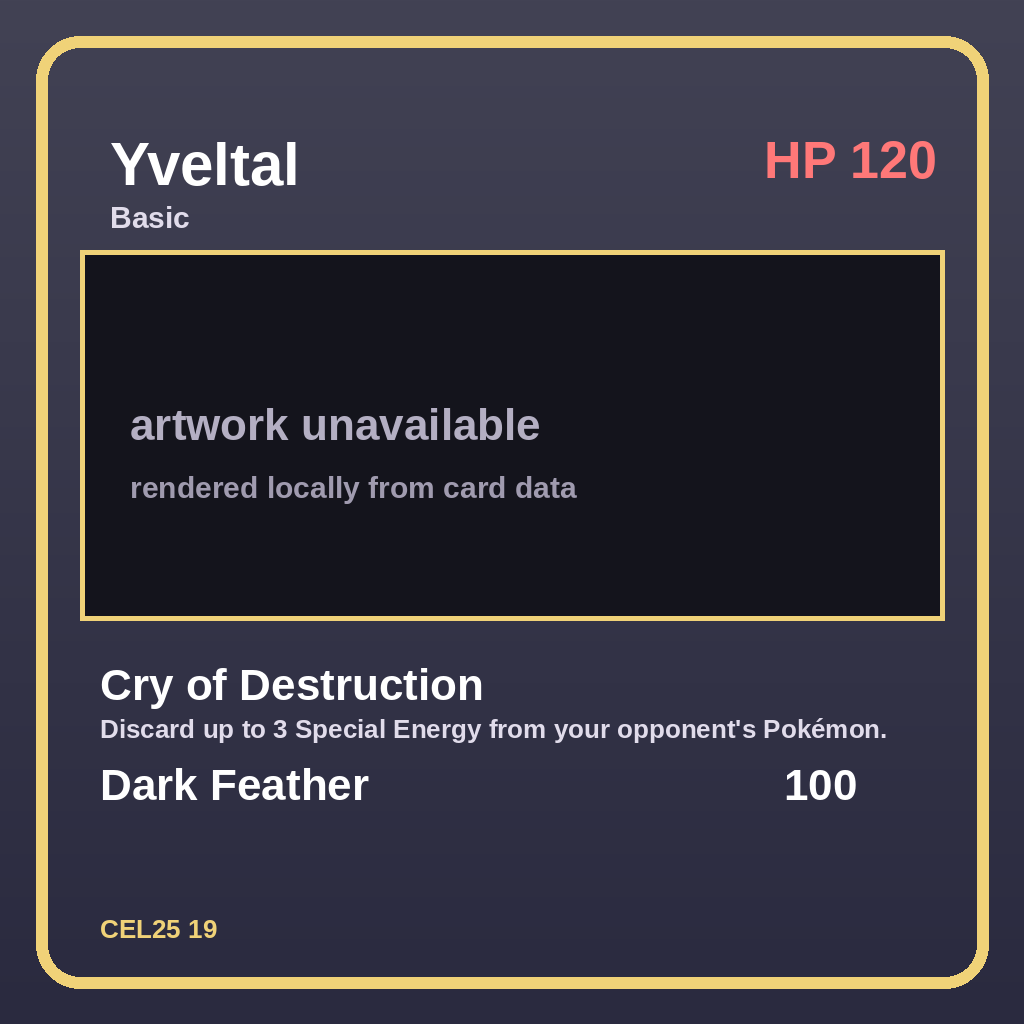 Yveltal
HP 120
Basic
artwork unavailable
rendered locally from card data
Cry of Destruction
Discard up to 3 Special Energy from your opponent's Pokémon.
Dark Feather 100
CEL25 19